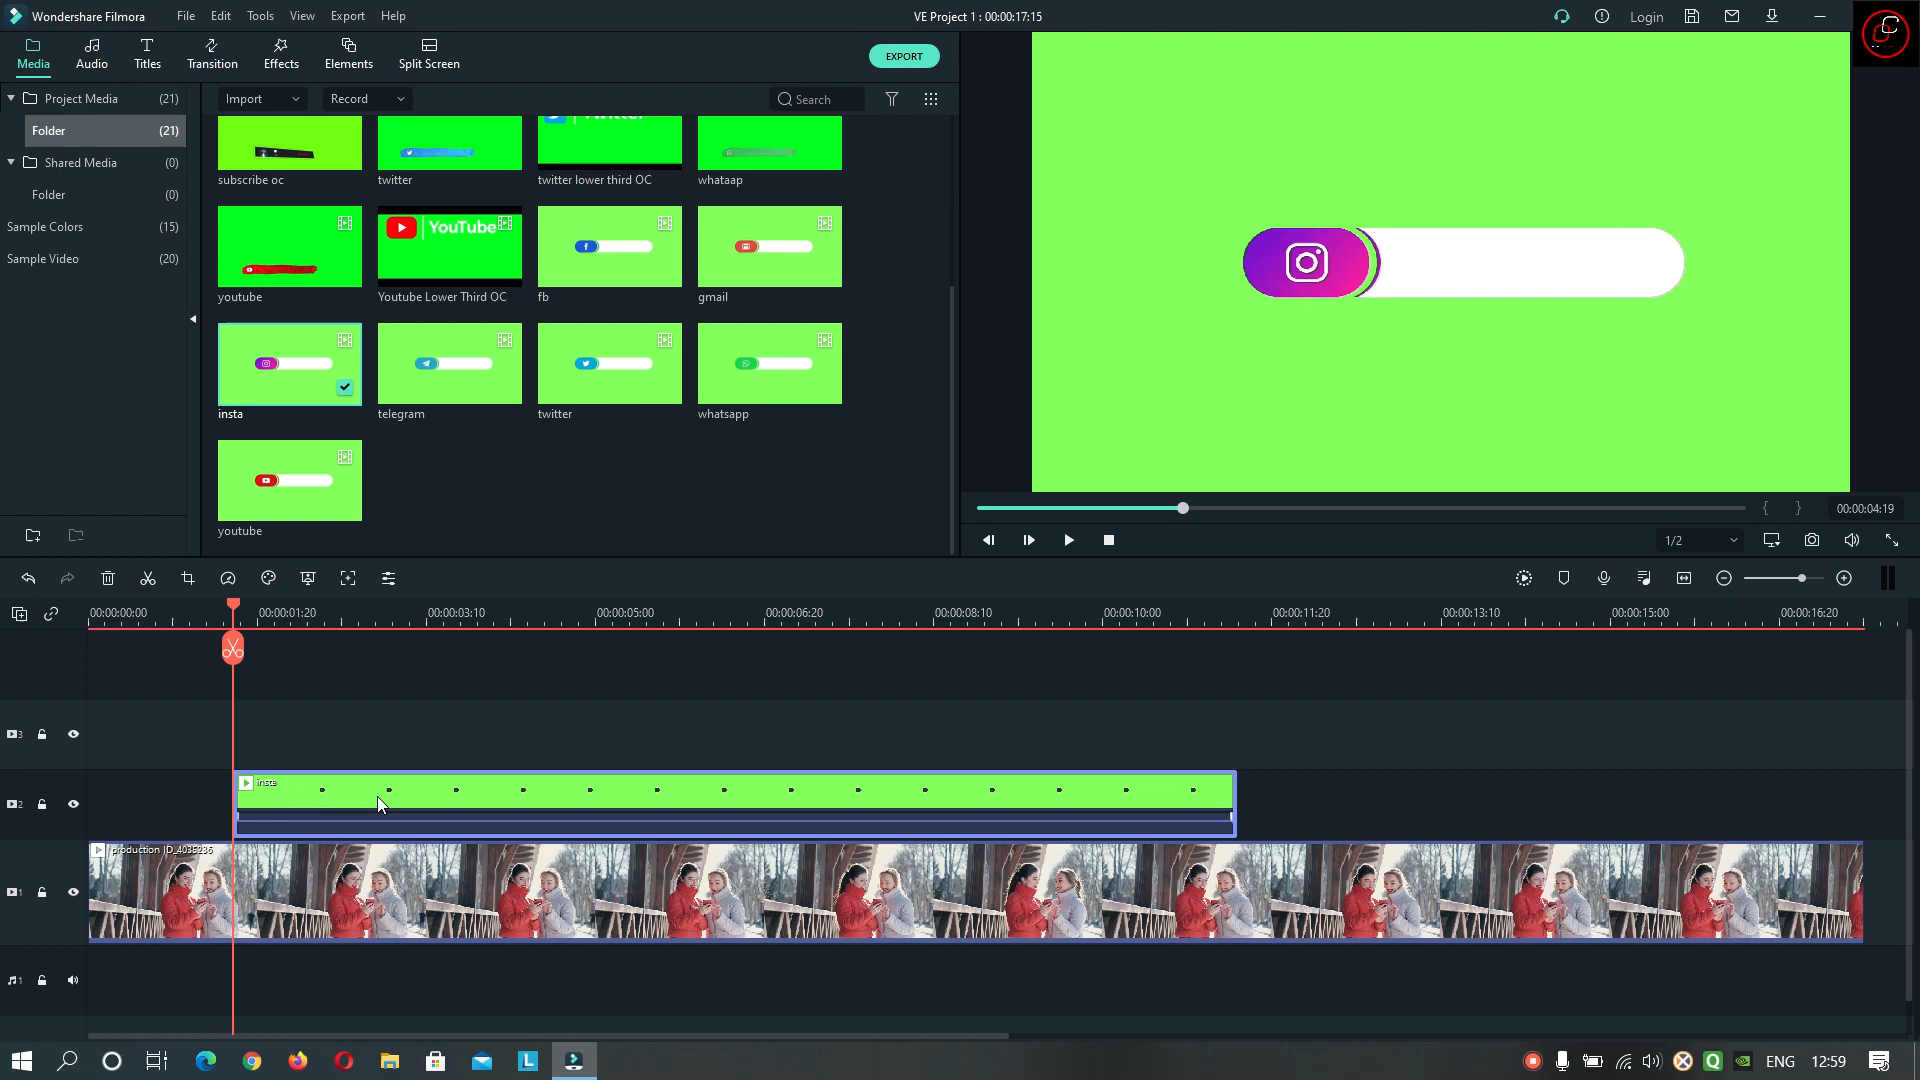 Wondershare Filmora
File Edit Tools View Export Help
VE Project 1 : 00:00:17:15
Login
Media Audio Titles Transition Effects Elements Split Screen
EXPORT
Project Media (21)
Folder (21)
Shared Media (0)
Folder (0)
Sample Colors (15)
Sample Video (20)
Import Record Search
subscribe oc twitter twitter lower third OC whataap
YouTube
youtube Youtube Lower Third OC fb gmail
insta telegram twitter whatsapp
youtube
{ } 00:00:04:19
1/2
00:00:00:00 00:00:01:20 00:00:03:10 00:00:05:00 00:00:06:20 00:00:08:10 00:00:10:00 00:00:11:20 00:00:13:10 00:00:15:00 00:00:16:20
3
2
insta
1
production ID_4035236
1
L Q ENG 12:59